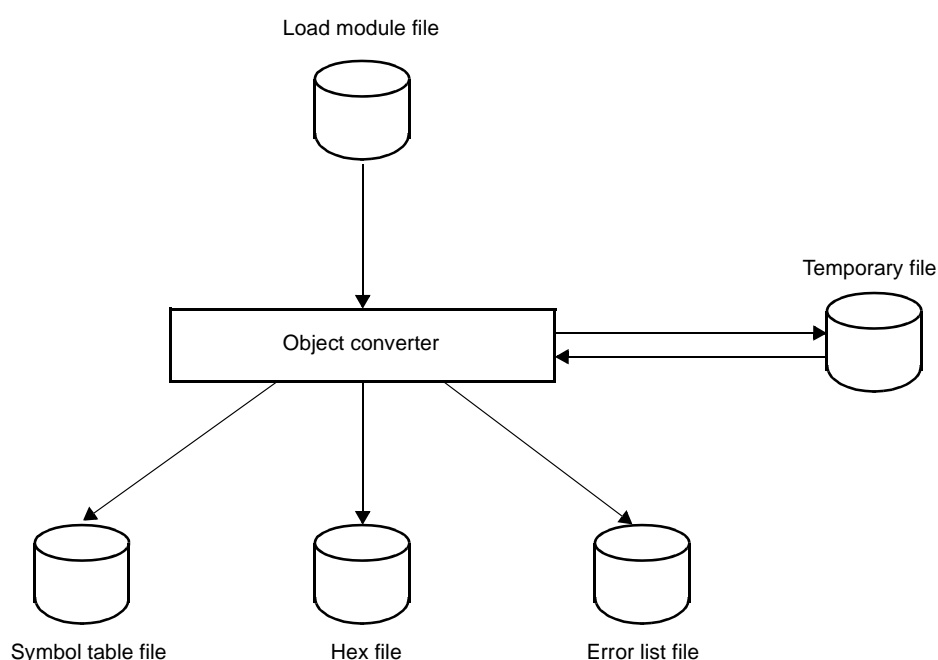 Load module file
Temporary file
Object converter
Symbol table file
Hex file
Error list file